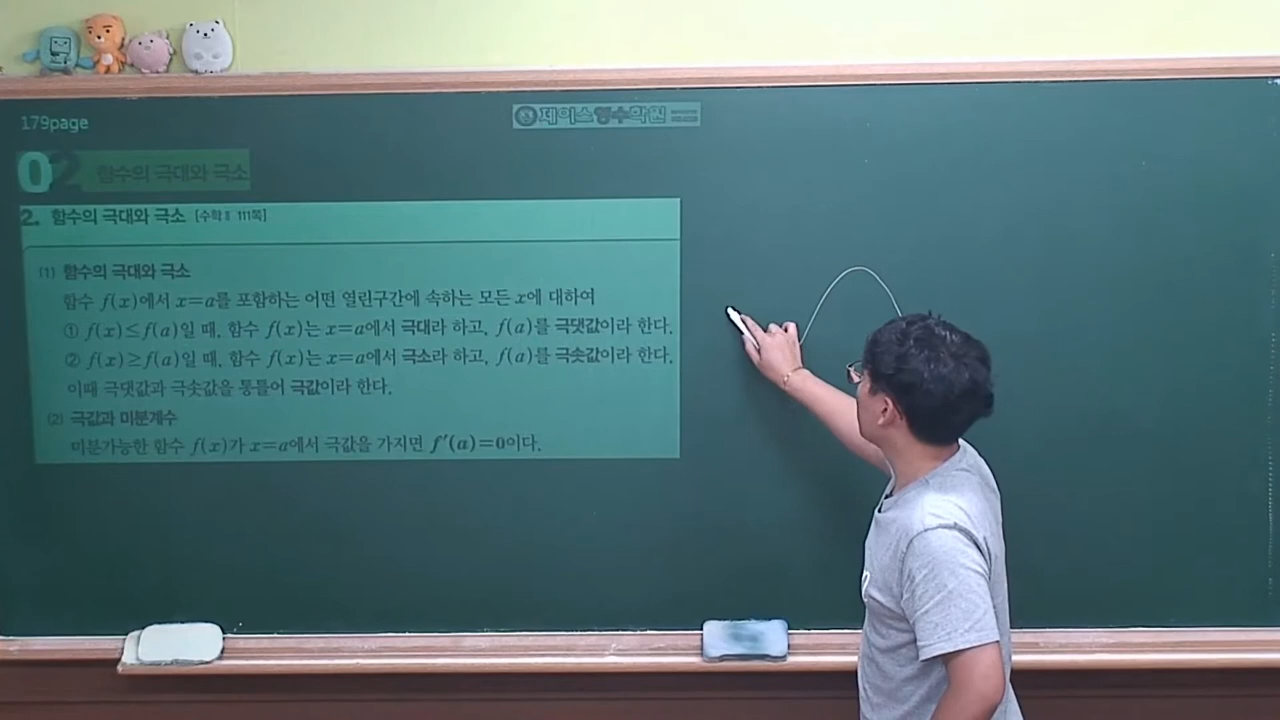 179page
제이스영수학원
02 함수의 극대와 극소
2. 함수의 극대와 극소 [수학Ⅱ 111쪽]
(1) 함수의 극대와 극소
함수 f(x)에서 x=a를 포함하는 어떤 열린구간에 속하는 모든 x에 대하여
① f(x)≤f(a)일 때, 함수 f(x)는 x=a에서 극대라 하고, f(a)를 극댓값이라 한다.
② f(x)≥f(a)일 때, 함수 f(x)는 x=a에서 극소라 하고, f(a)를 극솟값이라 한다.
이때 극댓값과 극솟값을 통틀어 극값이라 한다.
(2) 극값과 미분계수
미분가능한 함수 f(x)가 x=a에서 극값을 가지면 f'(a)=0이다.